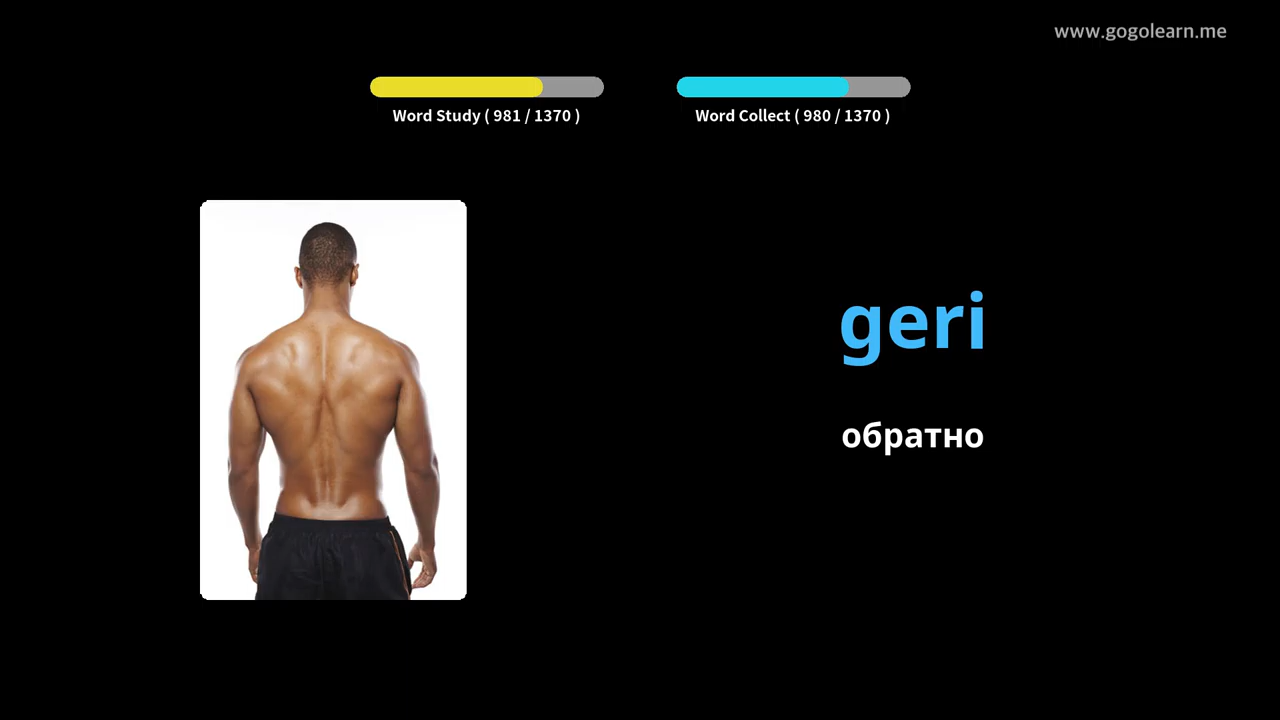 www.gogolearn.me
Word Study ( 981 / 1370 )
Word Collect ( 980 / 1370 )
geri
обратно